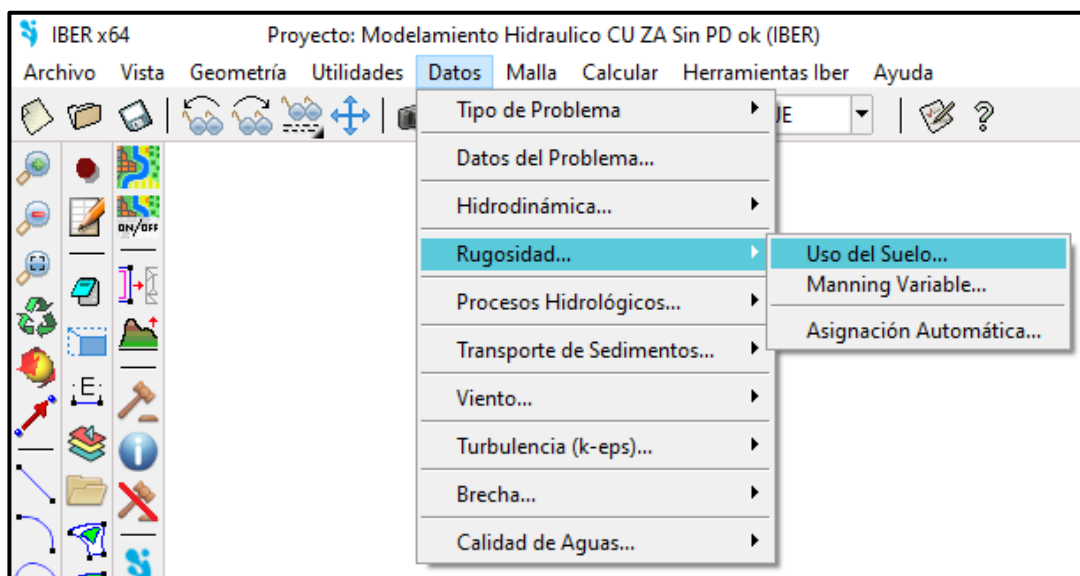 IBER x64 Proyecto: Modelamiento Hidraulico CU ZA Sin PD ok (IBER)
Archivo Vista Geometría Utilidades Datos Malla Calcular Herramientas Iber Ayuda
Tipo de Problema
Datos del Problema...
Hidrodinámica...
Rugosidad...
Procesos Hidrológicos...
Transporte de Sedimentos...
Viento...
Turbulencia (k-eps)...
Brecha...
Calidad de Aguas...
Uso del Suelo...
Manning Variable...
Asignación Automática...
ON/OFF
E